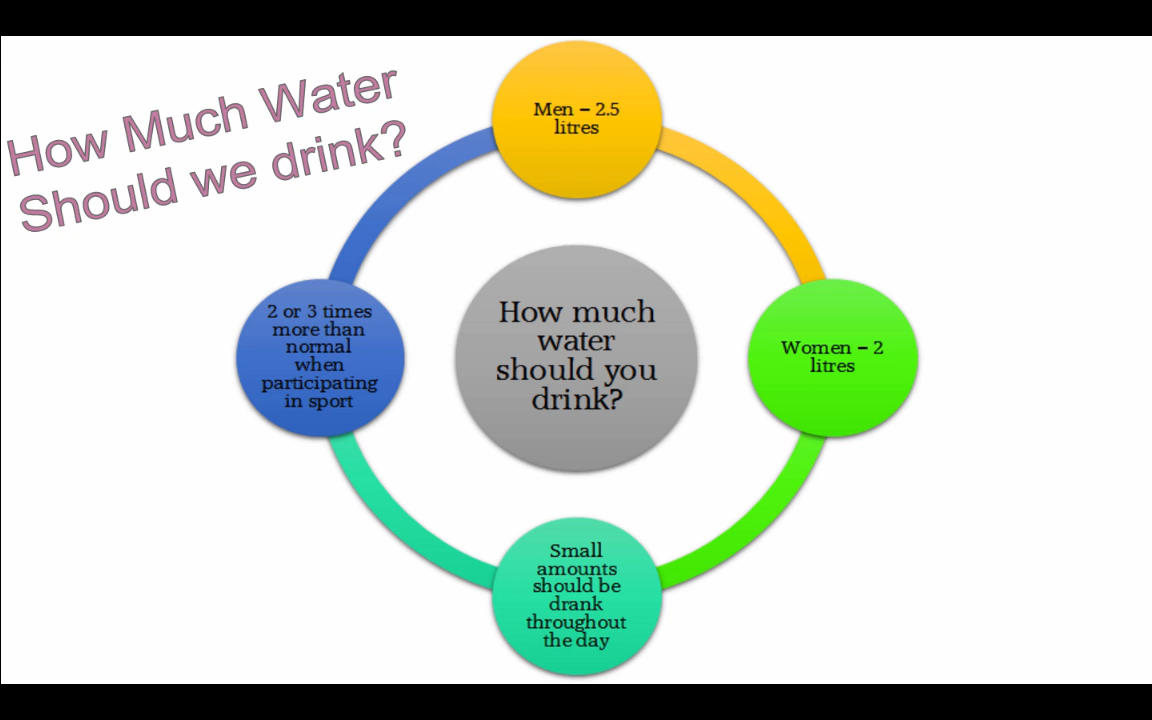 How Much Water
Should we drink?
Men – 2.5
litres
How much
water
should you
drink?
Women – 2
litres
Small
amounts
should be
drank
throughout
the day
2 or 3 times
more than
normal
when
participating
in sport